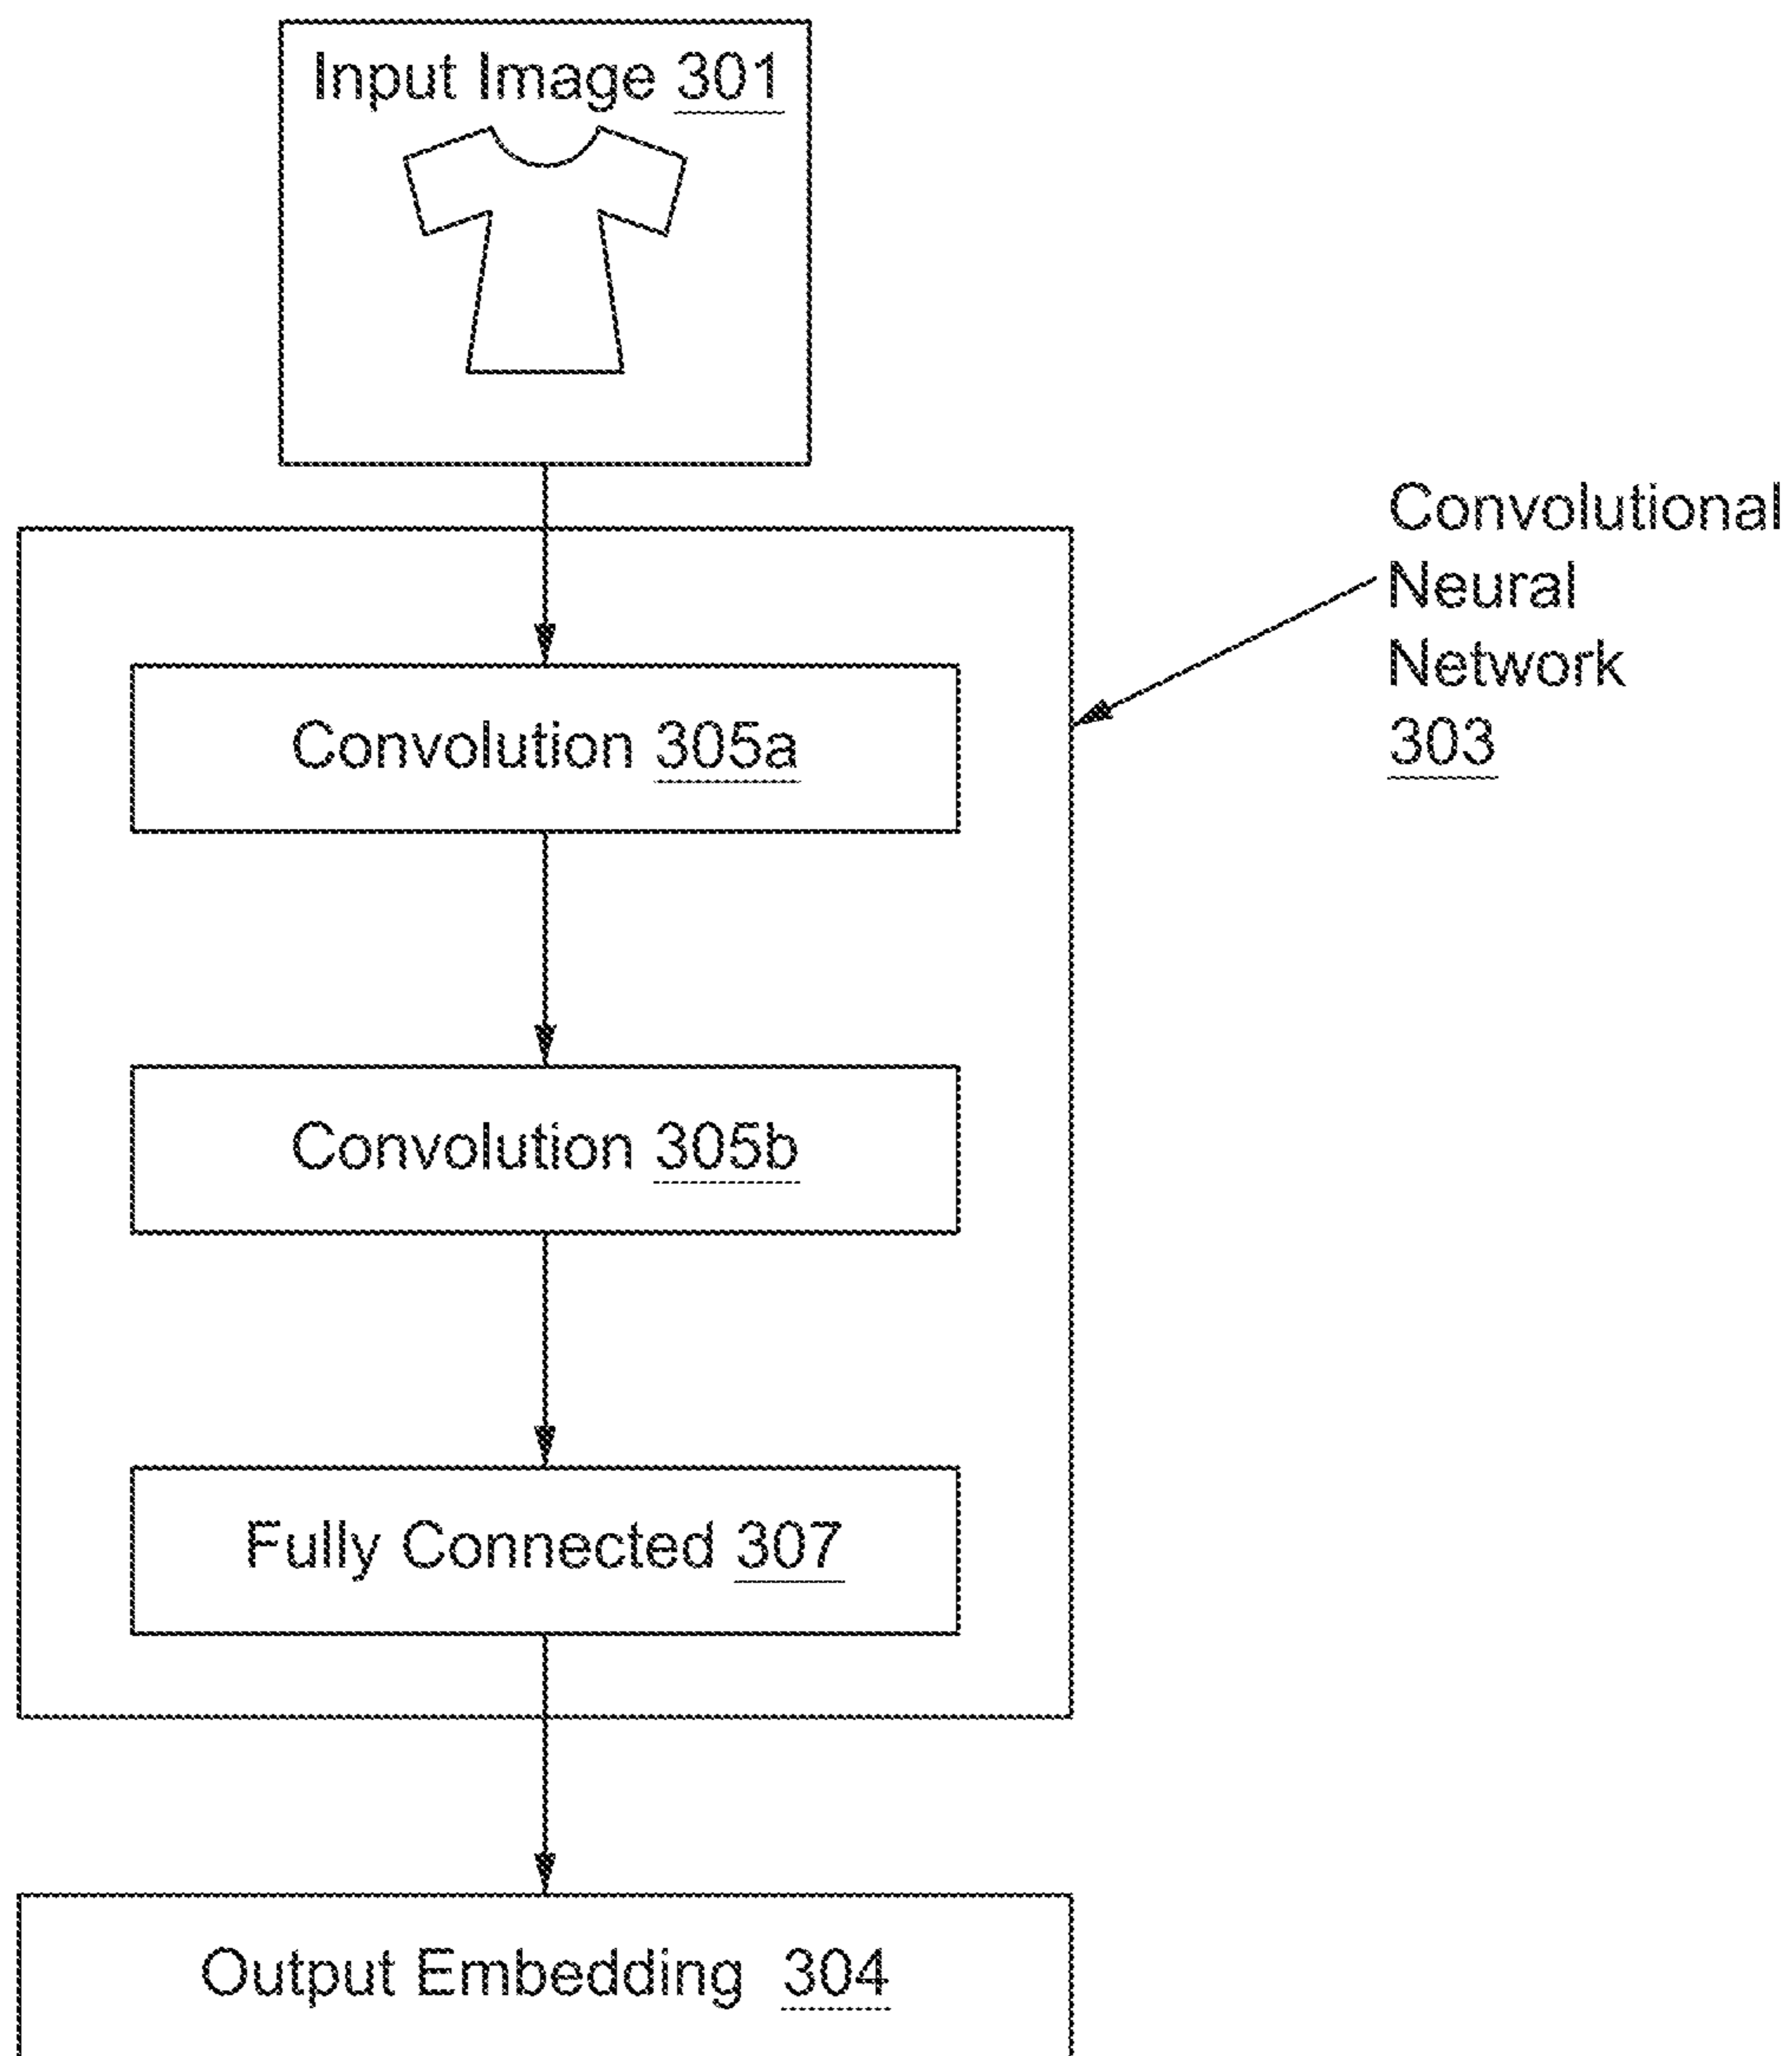 Input Image 301
Convolutional
Neural
Network
303
Convolution 305a
Convolution 305b
Fully Connected 307
Output Embedding 304